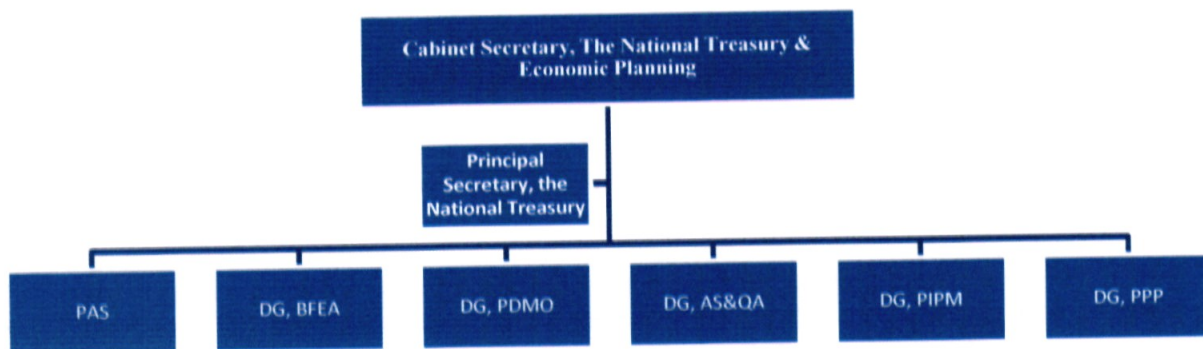 Cabinet Secretary, The National Treasury &
Economic Planning
Principal
Secretary, the
National Treasury
PAS
DG, BFEA
DG, PDMO
DG, AS&QA
DG, PIPM
DG, PPP